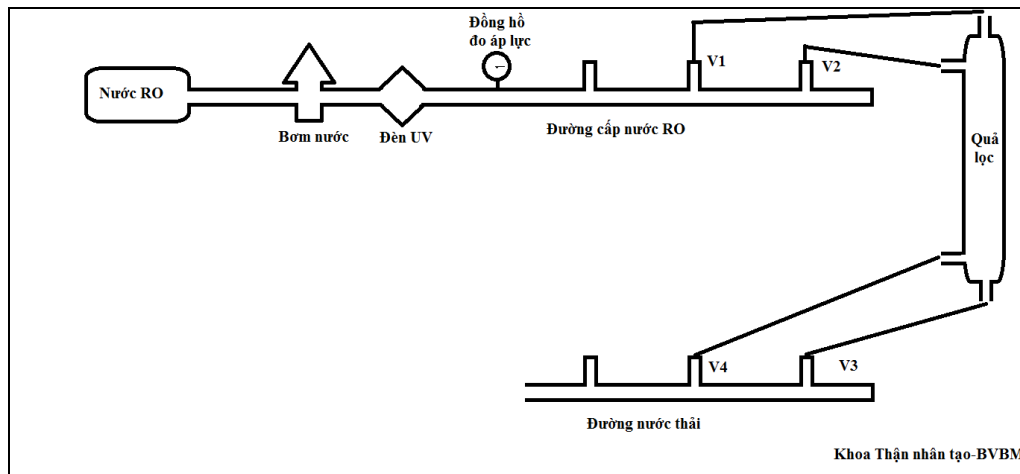 Đồng hồ
đo áp lực
V1
V2
Nước RO
Bơm nước
Đèn UV
Đường cấp nước RO
Quả
lọc
V4
V3
Đường nước thải
Khoa Thận nhân tạo-BVBM